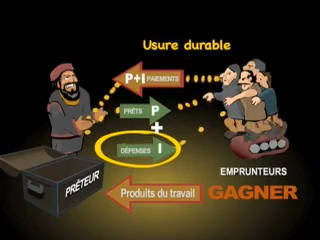 Usure durable
P+I PAIEMENTS
PRÊTS P
+
DÉPENSES I
EMPRUNTEURS
PRÊTEUR
Produits du travail GAGNER